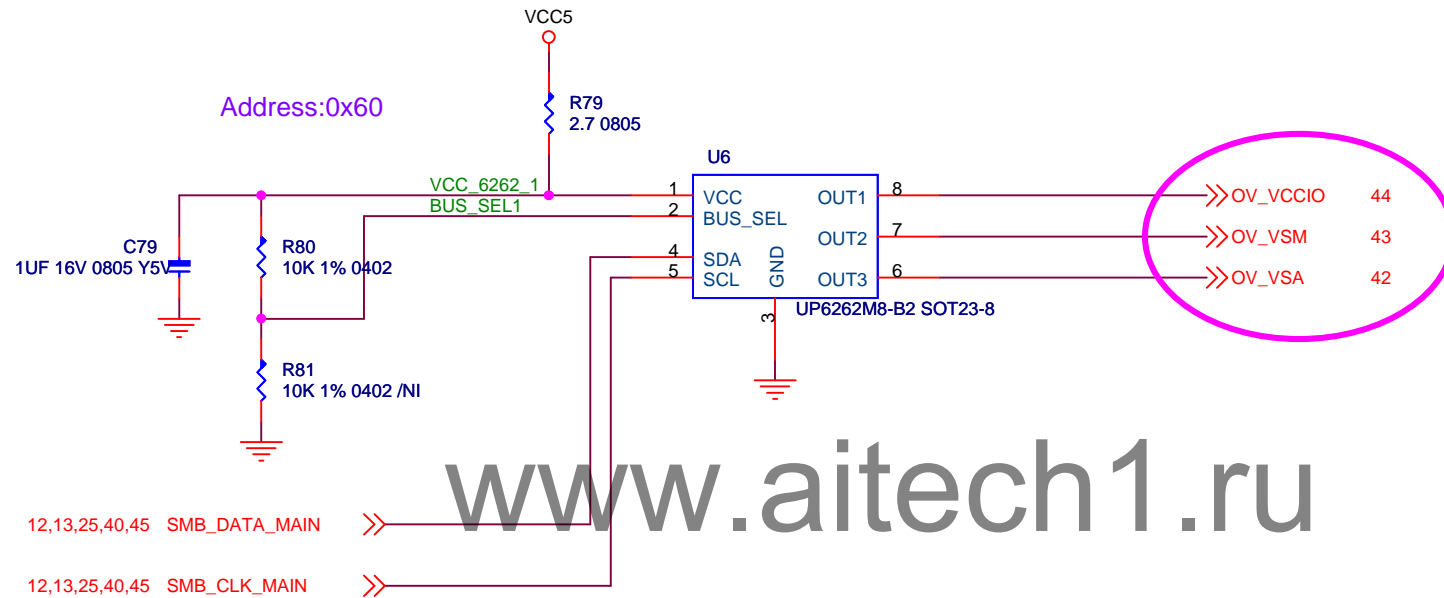 VCC5
Address:0x60
R79
2.7 0805
U6
VCC_6262_1
BUS_SEL1
1
2
4
5
VCC
BUS_SEL
SDA
SCL
GND
3
OUT1
OUT2
OUT3
8
7
6
OV_VCCIO 44
OV_VSM 43
OV_VSA 42
UP6262M8-B2 SOT23-8
C79
1UF 16V 0805 Y5V
R80
10K 1% 0402
R81
10K 1% 0402 /NI
www.aitech1.ru
12,13,25,40,45 SMB_DATA_MAIN
12,13,25,40,45 SMB_CLK_MAIN